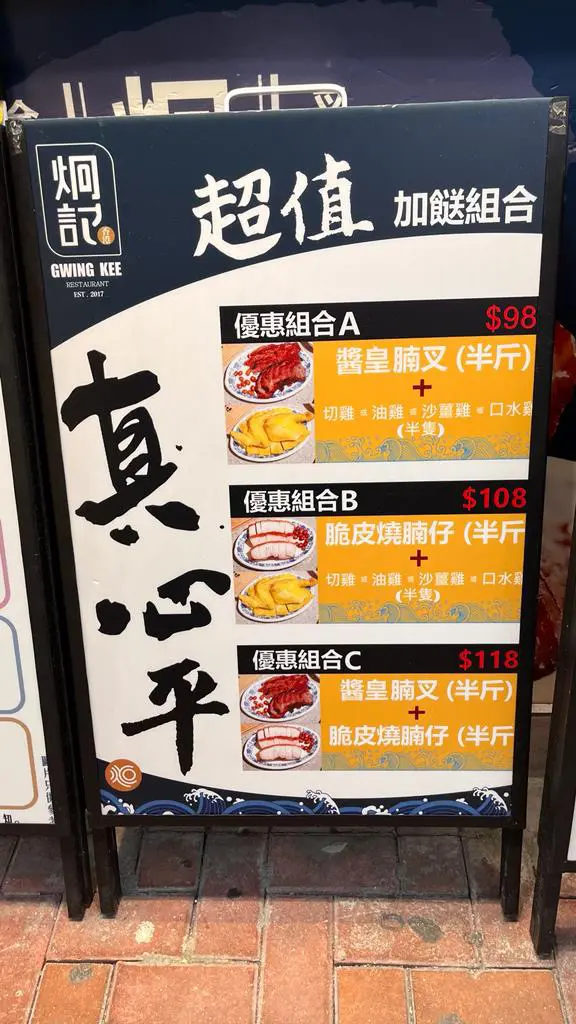 炯記
GWING KEE
RESTAURANT
EST. 2017
超值 加餸組合
真心平
優惠組合A $98
醬皇腩叉 (半斤)
+
切雞 或 油雞 或 沙薑雞 或 口水雞
(半隻)
優惠組合B $108
脆皮燒腩仔 (半斤
+
切雞 或 油雞 或 沙薑雞 或 口水雞
(半隻)
優惠組合C $118
醬皇腩叉 (半斤)
+
脆皮燒腩仔 (半斤